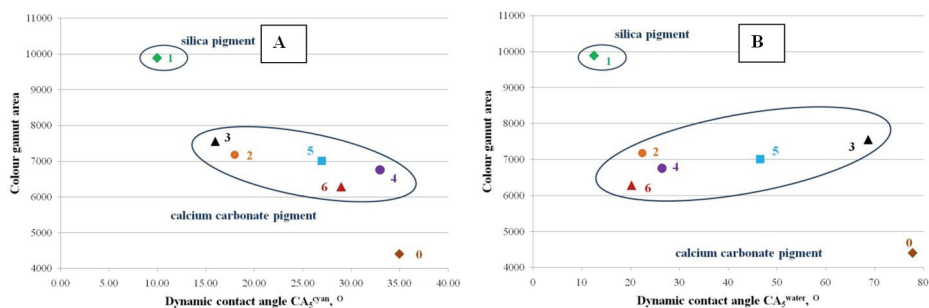 A
silica pigment
1
3
2
5
4
6
calcium carbonate pigment
0
Colour gamut area
11000
10000
9000
8000
7000
6000
5000
4000
0.00 5.00 10.00 15.00 20.00 25.00 30.00 35.00 40.00
Dynamic contact angle CA₅ᶜʸᵃⁿ, ᴼ
B
silica pigment
1
2
4
6
5
3
calcium carbonate pigment
0
Colour gamut area
11000
10000
9000
8000
7000
6000
5000
4000
0 10 20 30 40 50 60 70 80
Dynamic contact angle CA₅ʷᵃᵗᵉʳ, ᴼ